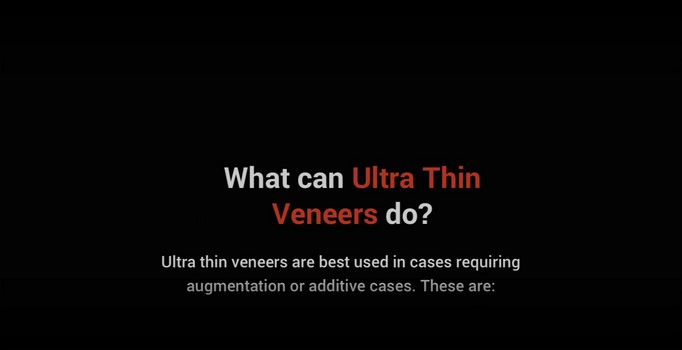 What can Ultra Thin
Veneers do?
Ultra thin veneers are best used in cases requiring
augmentation or additive cases. These are: